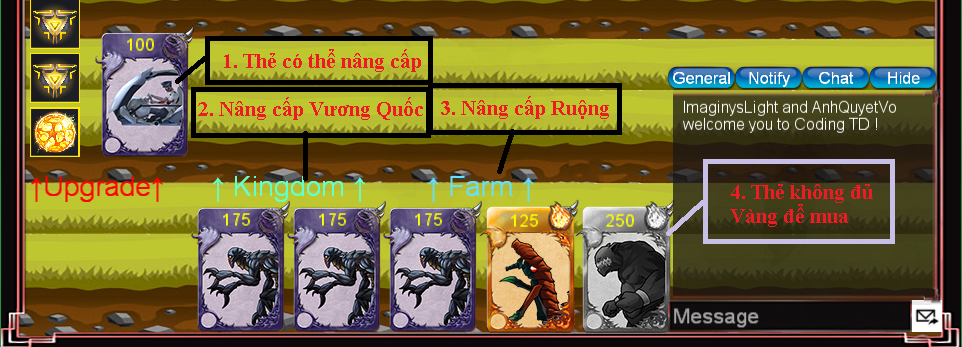 100
1. Thẻ có thể nâng cấp
2. Nâng cấp Vương Quốc
3. Nâng cấp Ruộng
General Notify Chat Hide
ImaginysLight and AnhQuyetVo
welcome you to Coding TD !
↑Upgrade↑
↑ Kingdom ↑
↑ Farm ↑
4. Thẻ không đủ
Vàng để mua
175
175
175
125
250
Message